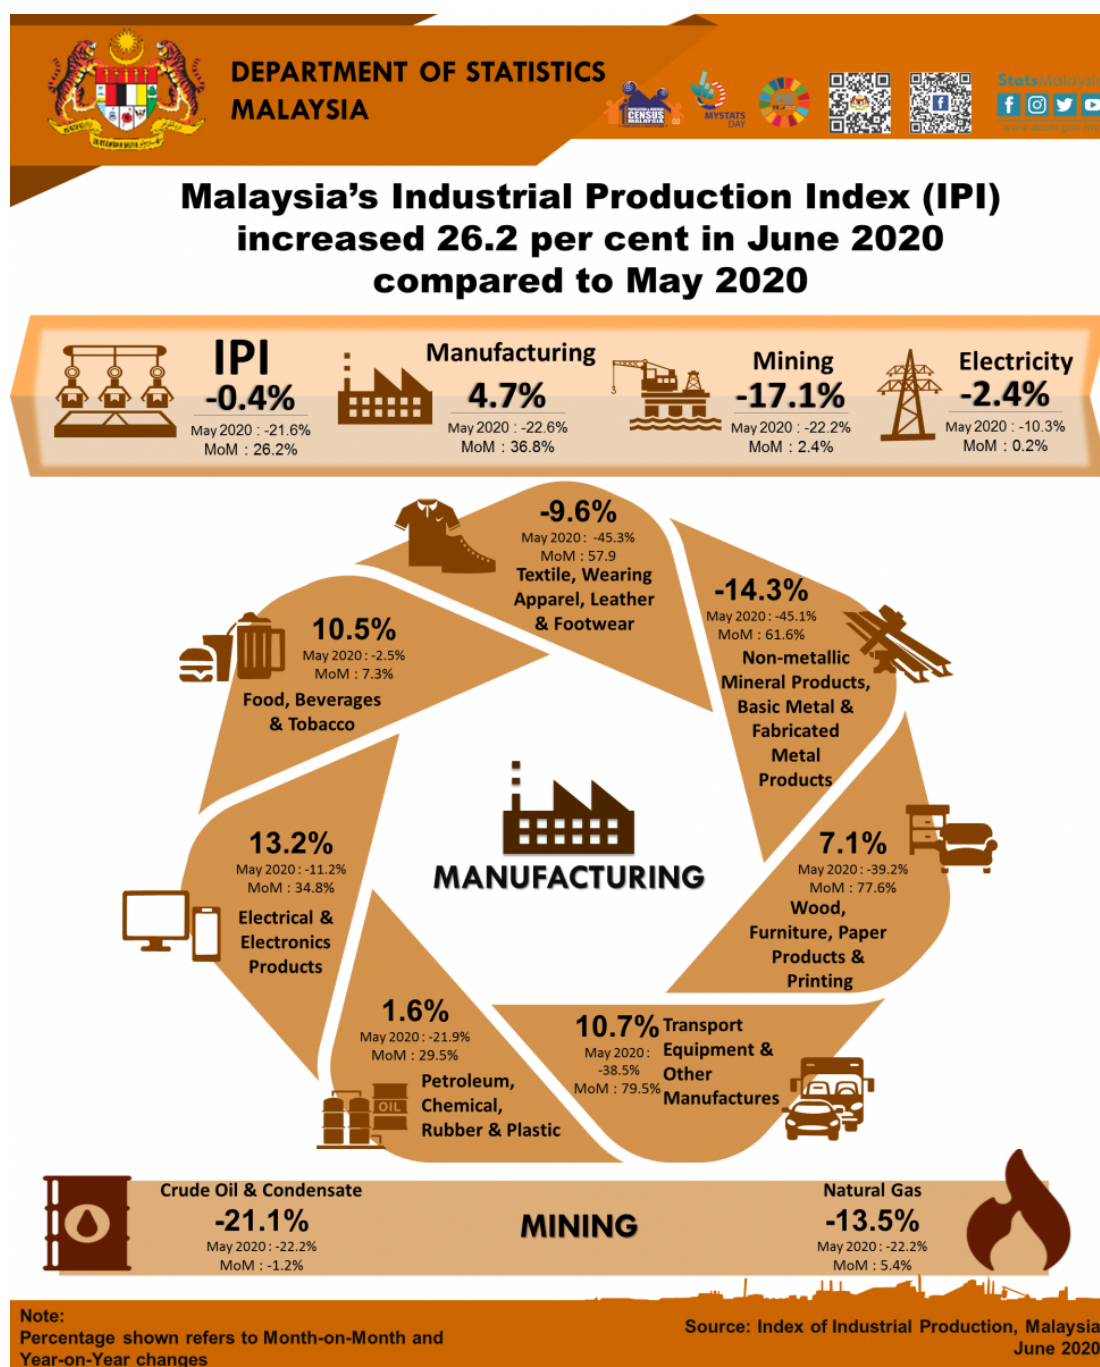 DEPARTMENT OF STATISTICS
MALAYSIA
CENSUS
MALAYSIA
MYSTATS
DAY
StatsMalaysia
www.dosm.gov.my
Malaysia's Industrial Production Index (IPI)
increased 26.2 per cent in June 2020
compared to May 2020
IPI
-0.4%
May 2020 : -21.6%
MoM : 26.2%
Manufacturing
4.7%
May 2020 : -22.6%
MoM : 36.8%
Mining
-17.1%
May 2020 : -22.2%
MoM : 2.4%
Electricity
-2.4%
May 2020 : -10.3%
MoM : 0.2%
-9.6%
May 2020 : -45.3%
MoM : 57.9
Textile, Wearing
Apparel, Leather
& Footwear
-14.3%
May 2020 : -45.1%
MoM : 61.6%
Non-metallic
Mineral Products,
Basic Metal &
Fabricated
Metal
Products
10.5%
May 2020 : -2.5%
MoM : 7.3%
Food, Beverages
& Tobacco
13.2%
May 2020 : -11.2%
MoM : 34.8%
Electrical &
Electronics
Products
MANUFACTURING
7.1%
May 2020 : -39.2%
MoM : 77.6%
Wood,
Furniture, Paper
Products &
Printing
1.6%
May 2020 : -21.9%
MoM : 29.5%
Petroleum,
Chemical,
Rubber & Plastic
OIL
10.7%
May 2020 :
-38.5%
MoM : 79.5%
Transport
Equipment &
Other
Manufactures
Crude Oil & Condensate
-21.1%
May 2020 : -22.2%
MoM : -1.2%
MINING
Natural Gas
-13.5%
May 2020 : -22.2%
MoM : 5.4%
Note:
Percentage shown refers to Month-on-Month and
Year-on-Year changes
Source: Index of Industrial Production, Malaysia
June 2020